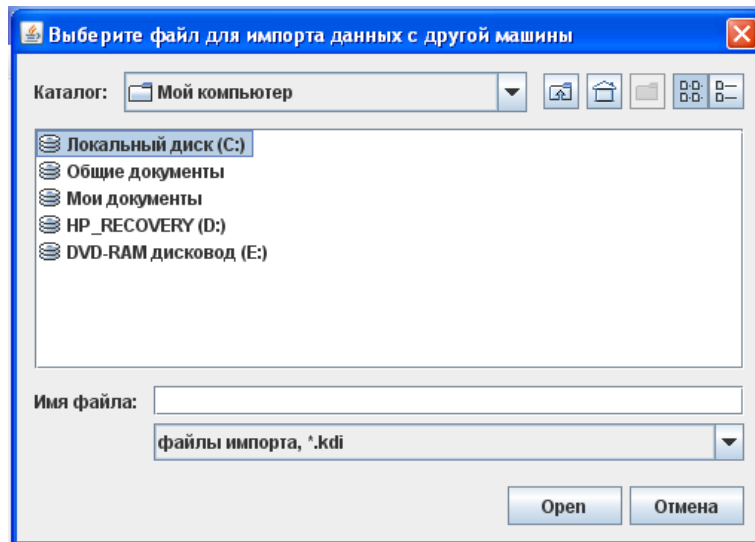 Выберите файл для импорта данных с другой машины
Каталог: Мой компьютер
Локальный диск (C:)
Общие документы
Мои документы
HP_RECOVERY (D:)
DVD-RAM дисковод (E:)
Имя файла:
файлы импорта, *.kdi
Open Отмена